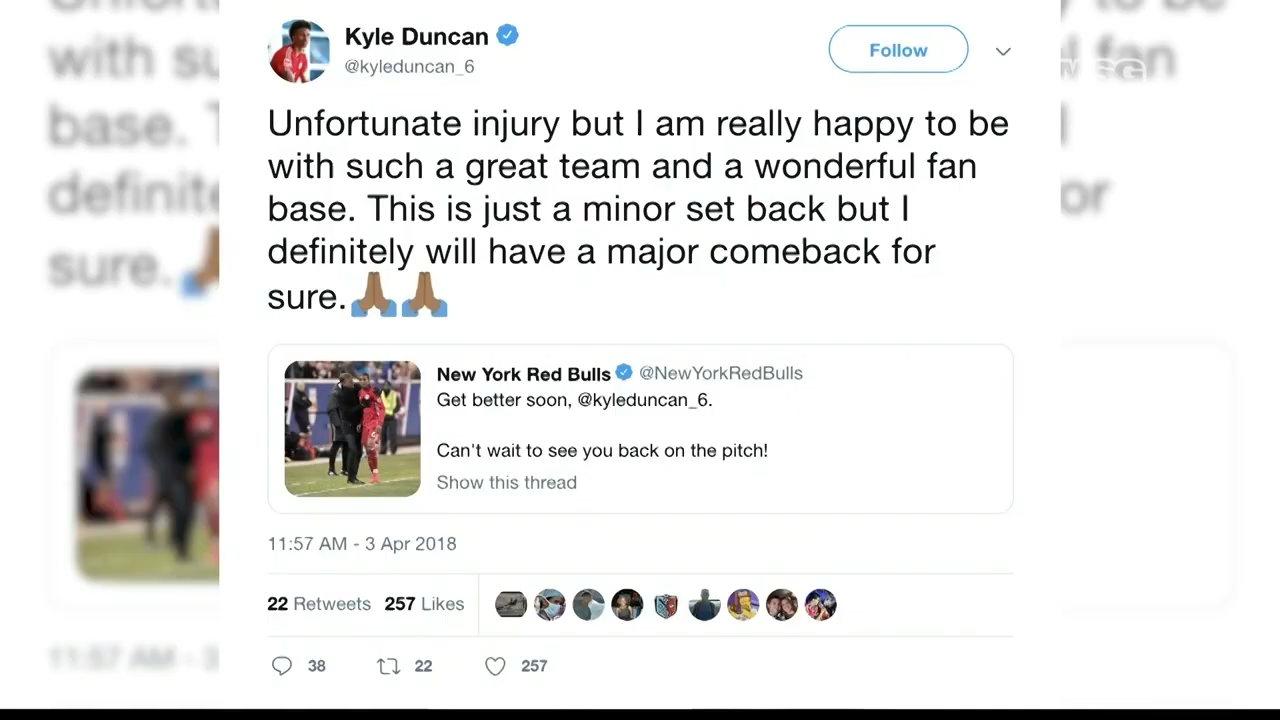 Kyle Duncan
@kyleduncan_6
Follow
Unfortunate injury but I am really happy to be
with such a great team and a wonderful fan
base. This is just a minor set back but I
definitely will have a major comeback for
sure.🙏🏾🙏🏾
New York Red Bulls @NewYorkRedBulls
Get better soon, @kyleduncan_6.
Can't wait to see you back on the pitch!
Show this thread
11:57 AM - 3 Apr 2018
22 Retweets 257 Likes
38 22 257
MSG